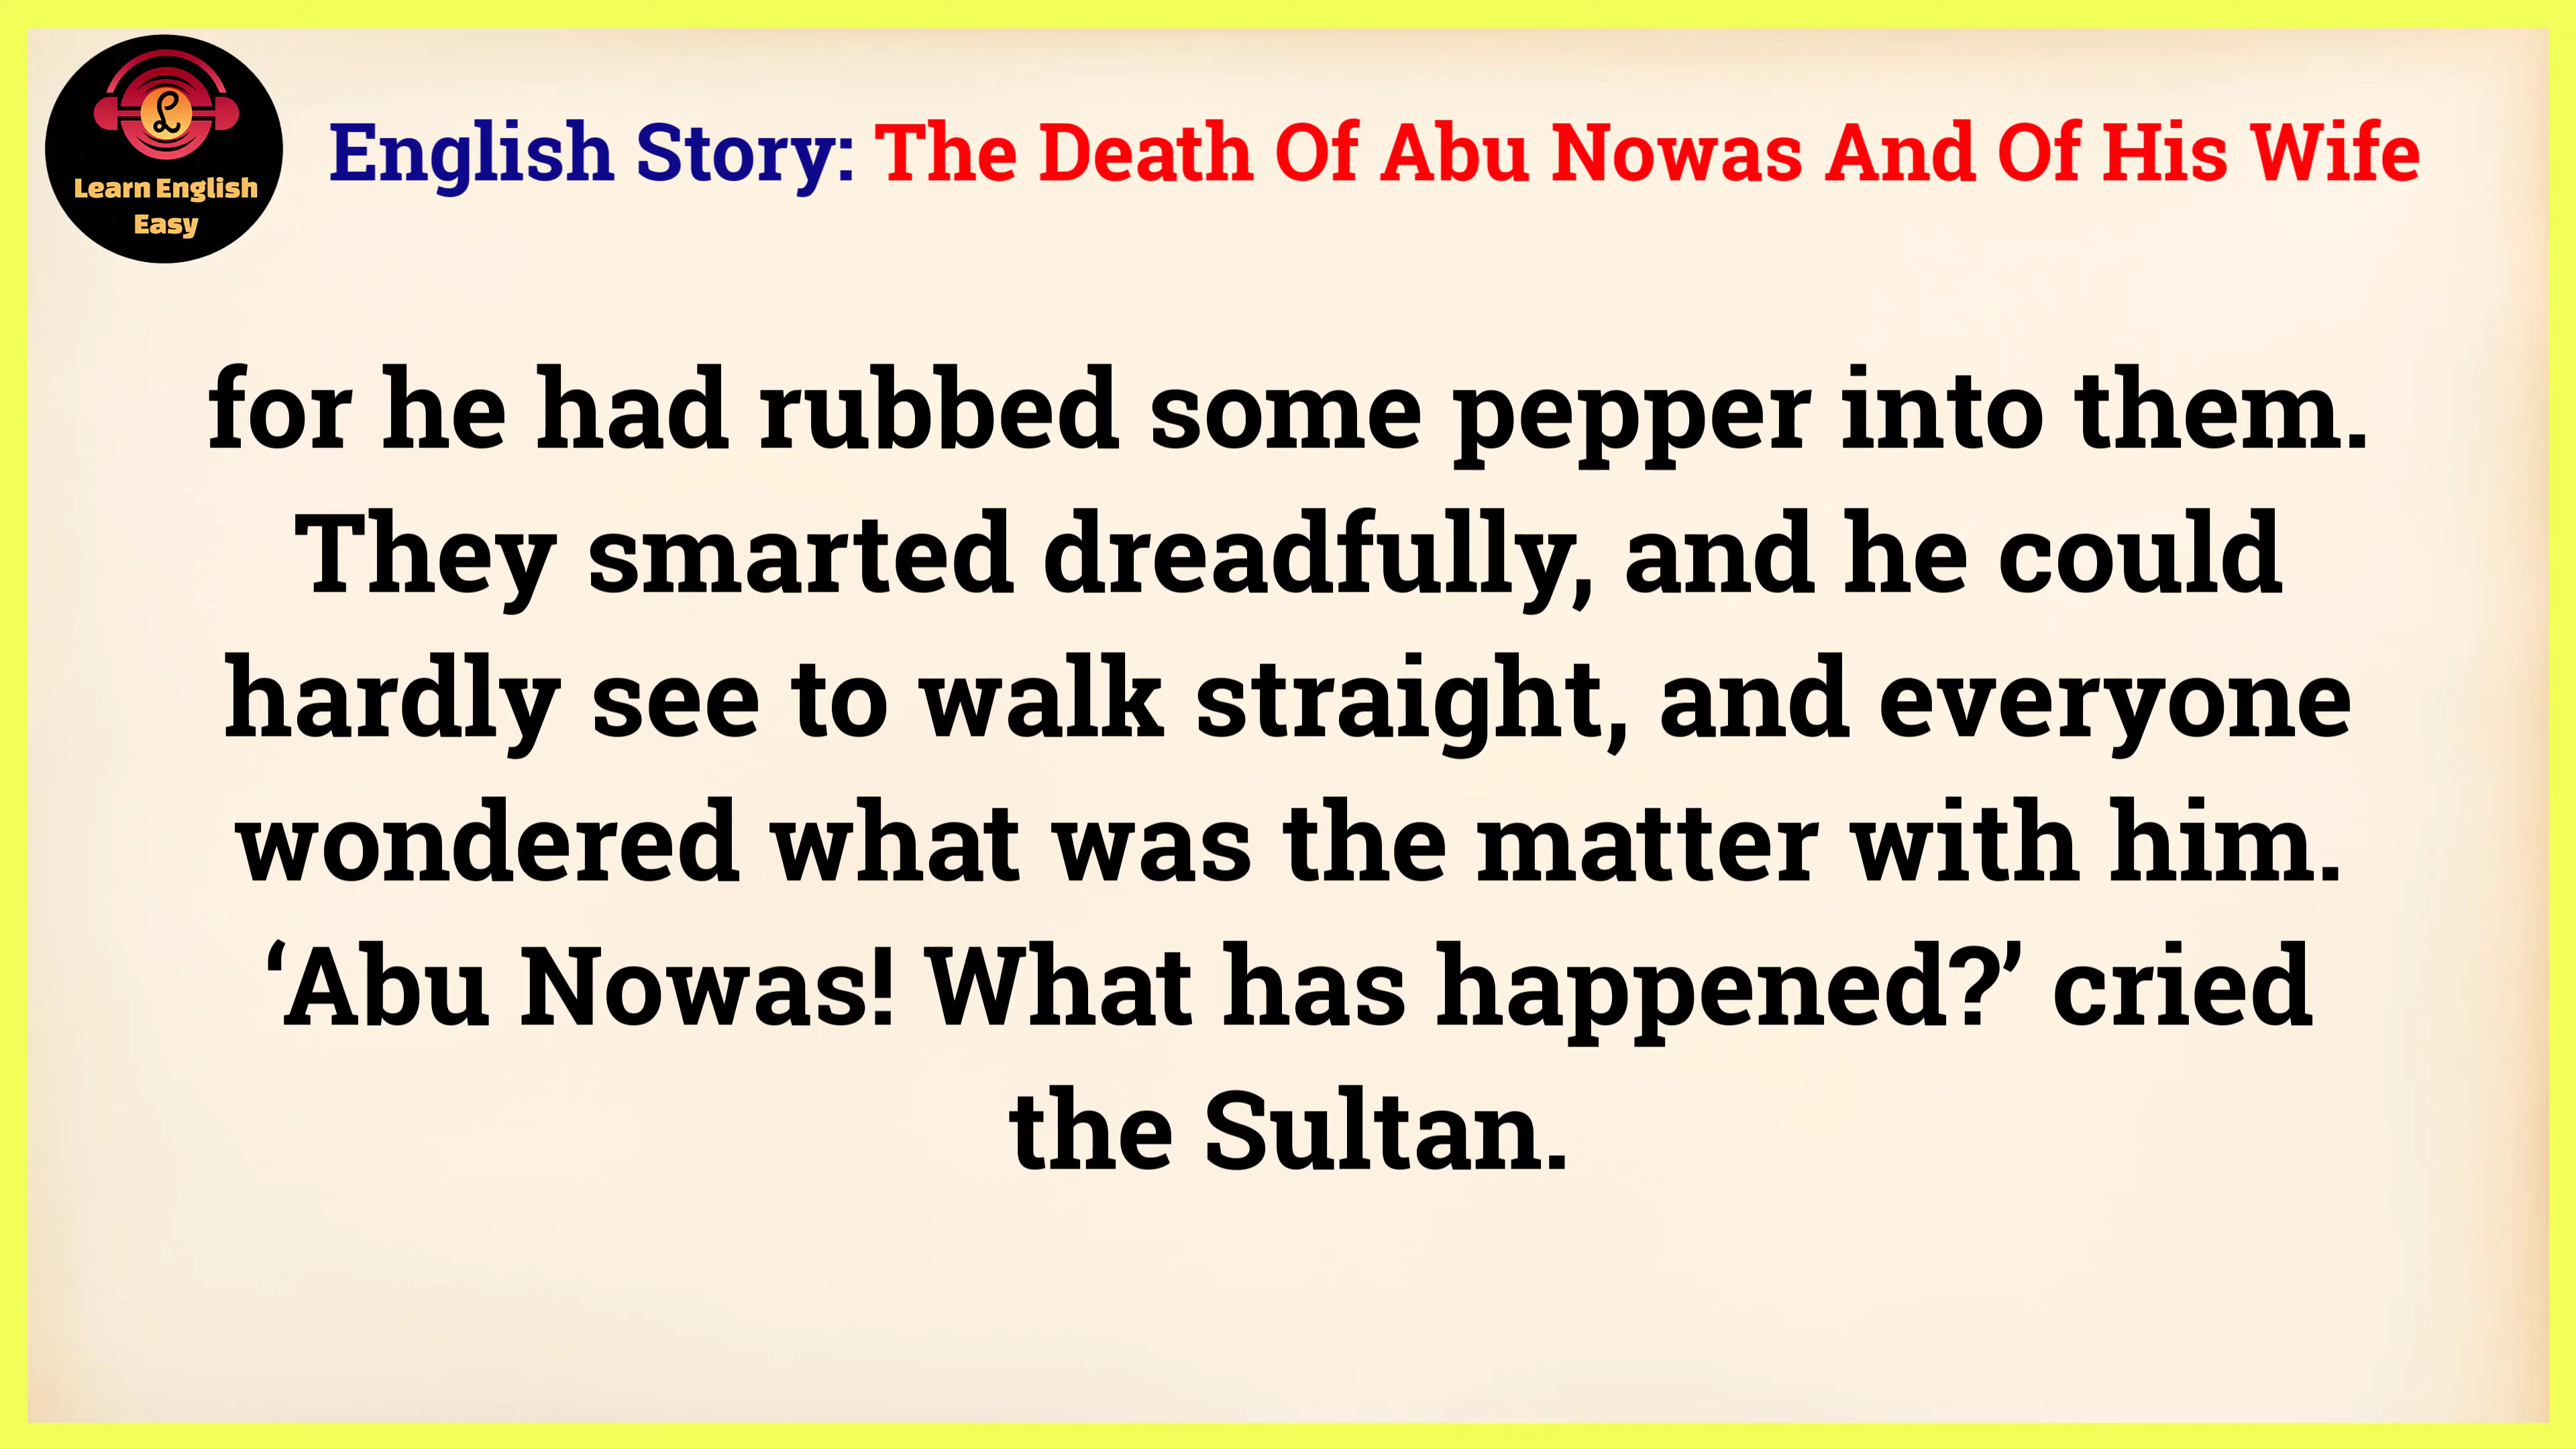 Learn English
Easy
English Story: The Death Of Abu Nowas And Of His Wife
for he had rubbed some pepper into them.
They smarted dreadfully, and he could
hardly see to walk straight, and everyone
wondered what was the matter with him.
‘Abu Nowas! What has happened?’ cried
the Sultan.